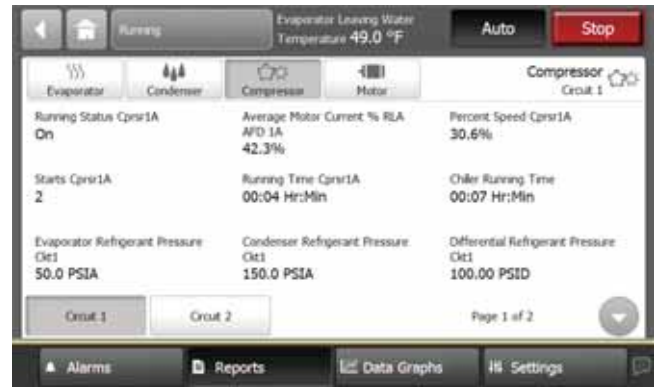 Running
Evaporator Leaving Water
Temperature 49.0 °F
Auto
Stop
Evaporator
Condenser
Compressor
Motor
Compressor
Circuit 1
Running Status Cprsr1A
On
Average Motor Current % RLA
AFD 1A
42.3%
Percent Speed Cprsr1A
30.6%
Starts Cprsr1A
2
Running Time Cprsr1A
00:04 Hr:Min
Chiller Running Time
00:07 Hr:Min
Evaporator Refrigerant Pressure
Ckt1
50.0 PSIA
Condenser Refrigerant Pressure
Ckt1
150.0 PSIA
Differential Refrigerant Pressure
Ckt1
100.00 PSID
Circuit 1
Circuit 2
Page 1 of 2
Alarms
Reports
Data Graphs
Settings